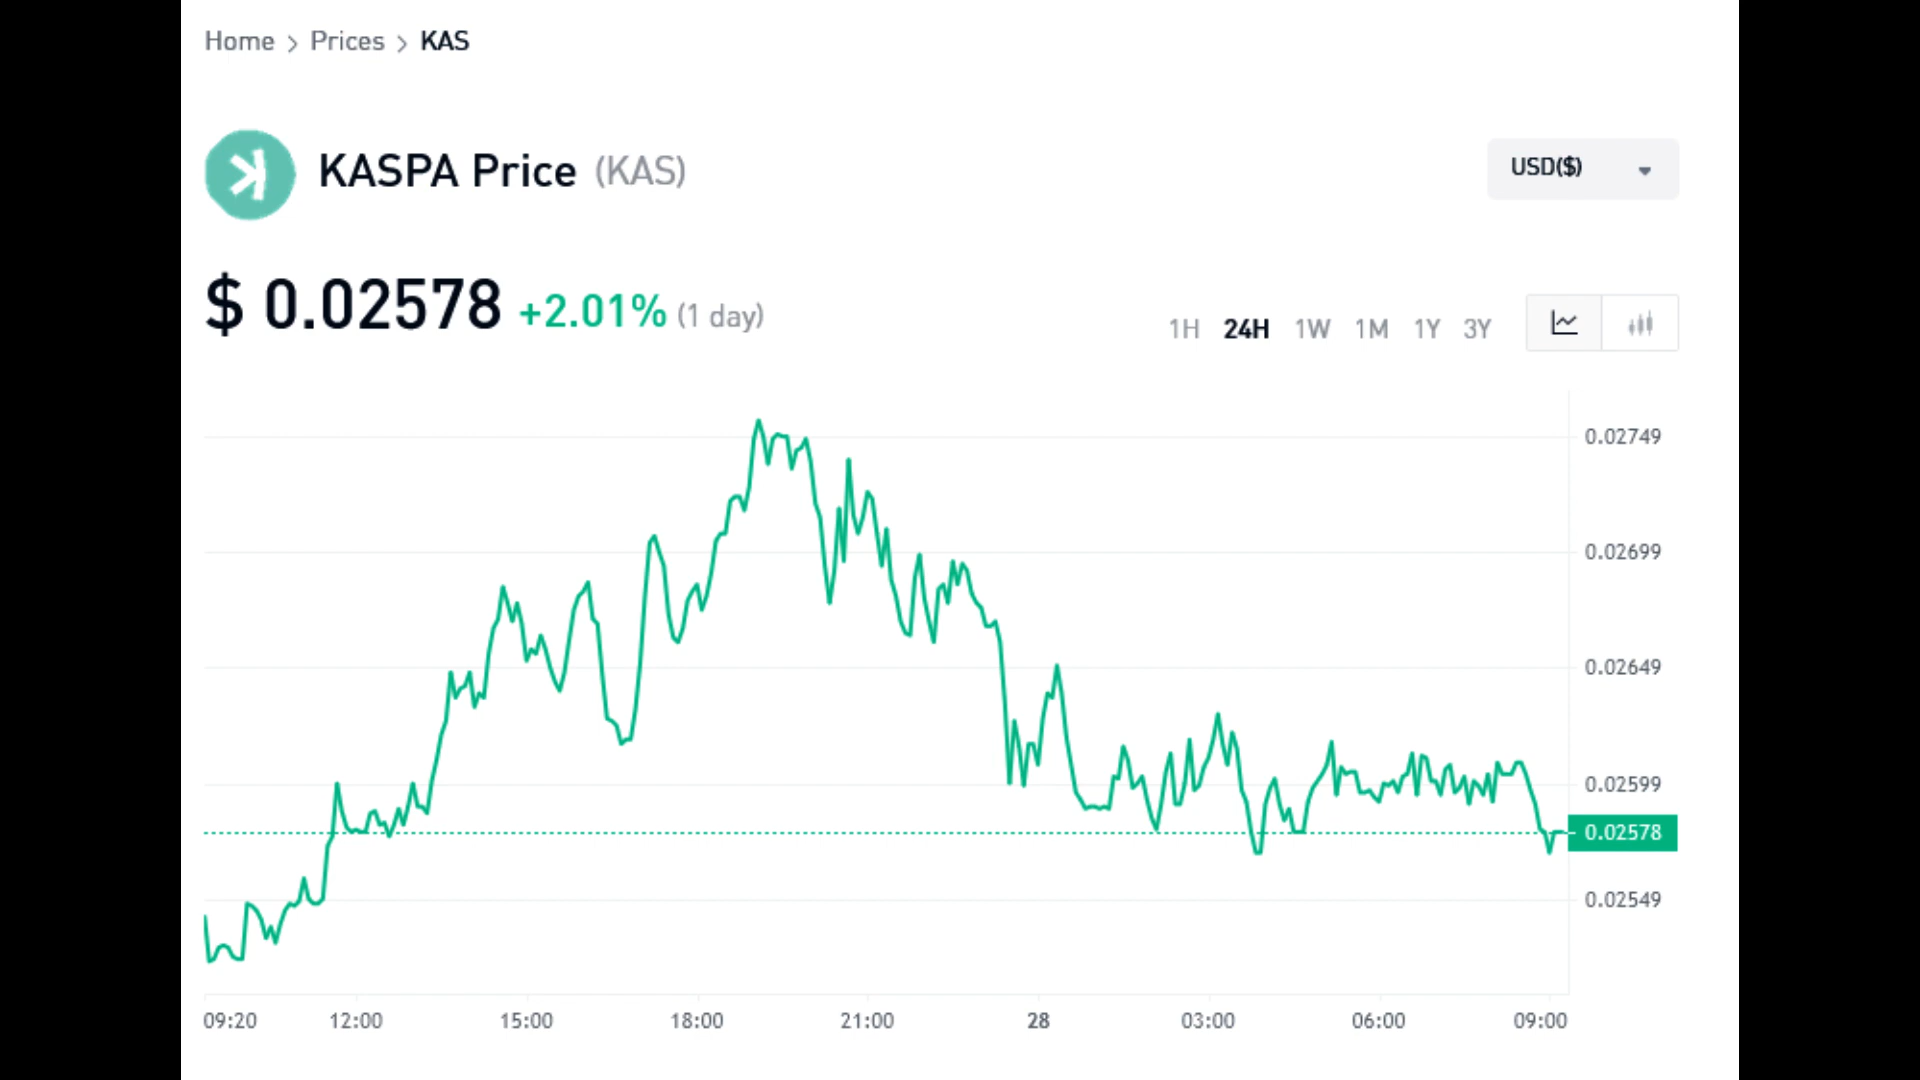 Home > Prices > KAS
KASPA Price (KAS)
USD($)
$ 0.02578 +2.01% (1 day)
1H 24H 1W 1M 1Y 3Y
0.02749
0.02699
0.02649
0.02599
0.02578
0.02549
09:20 12:00 15:00 18:00 21:00 28 03:00 06:00 09:00